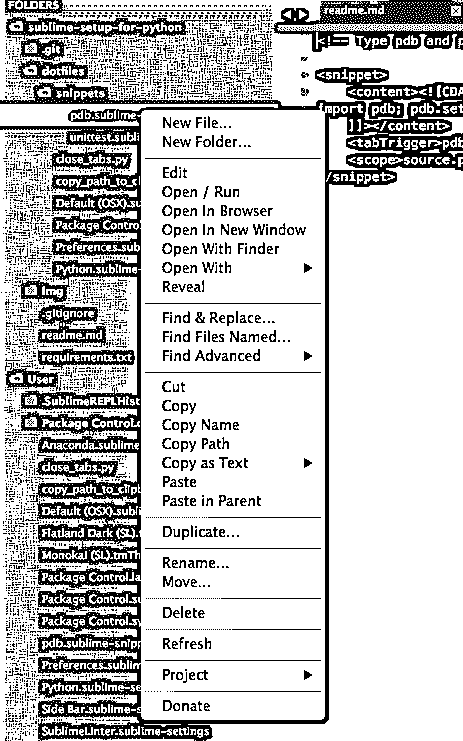 FOLDERS
sublime-setup-for-python
.git
dotfiles
snippets
pdb.sublime-
unittest.subli
close_tabs.py
copy_path_to_cl
Default (OSX).su
Package Control.
Preferences.sub
Python.sublime-
img
.gitignore
readme.md
requirements.txt
User
.SublimeREPLHist
Package Control.c
Anaconda.sublime
close_tabs.py
copy_path_to_clipb
Default (OSX).subli
Flatland Dark (SL).t
Monokai (SL).tmTh
Package Control.la
Package Control.su
Package Control.sy
pdb.sublime-snipp
Preferences.sublim
Python.sublime-se
Side Bar.sublime-s
SublimeLinter.sublime-settings
New File...
New Folder...
Edit
Open / Run
Open In Browser
Open In New Window
Open With Finder
Open With
Reveal
Find & Replace...
Find Files Named...
Find Advanced
Cut
Copy
Copy Name
Copy Path
Copy as Text
Paste
Paste in Parent
Duplicate...
Rename...
Move...
Delete
Refresh
Project
Donate
readme.md
<!-- Type pdb and p
<snippet>
<content><![CDA
import pdb; pdb.set
]]></content>
<tabTrigger>pdb
<scope>source.p
/snippet>